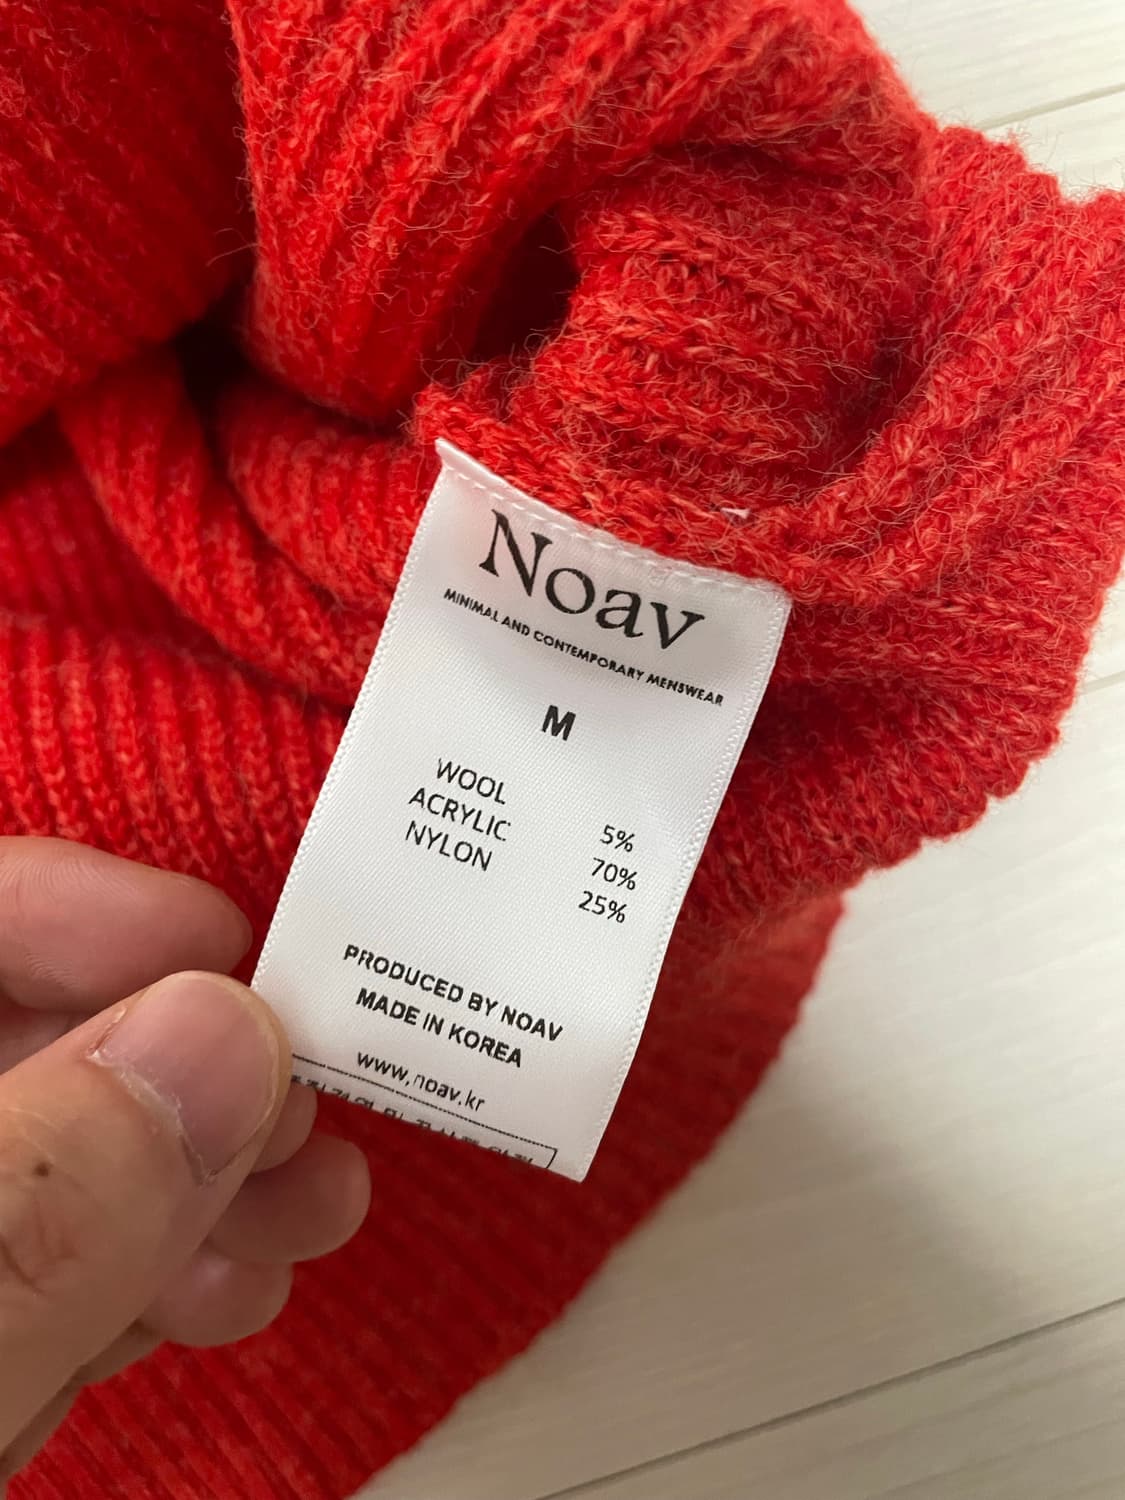 Noav
MINIMAL AND CONTEMPORARY MENSWEAR
M
WOOL 5%
ACRYLIC 70%
NYLON 25%
PRODUCED BY NOAV
MADE IN KOREA
www.noav.kr